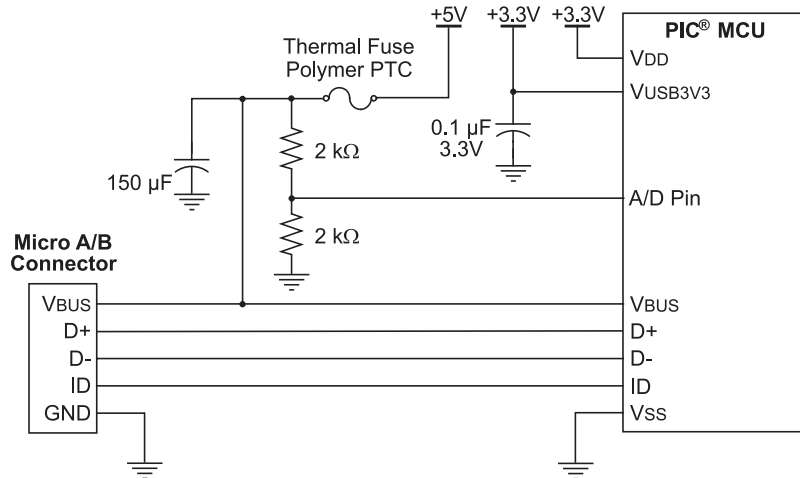 +5V
+3.3V
+3.3V
PIC® MCU
Thermal Fuse
Polymer PTC
VDD
VUSB3V3
0.1 µF
3.3V
2 kΩ
150 µF
A/D Pin
2 kΩ
Micro A/B
Connector
VBUS
VBUS
D+
D+
D-
D-
ID
ID
GND
VSS